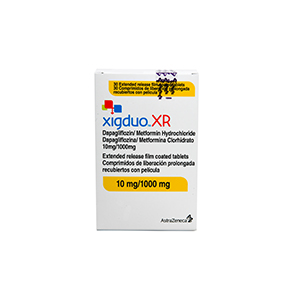 30 Extended release film coated tablets
30 Comprimidos de liberación prolongada
recubiertos con película
xigduo™ XR
Dapagliflozin/ Metformin Hydrochloride
Dapagliflozina/ Metformina Clorhidrato
10mg/1000mg
Extended release film coated tablets
Comprimidos de liberación prolongada
recubiertos con película
10 mg/1000 mg
AstraZeneca